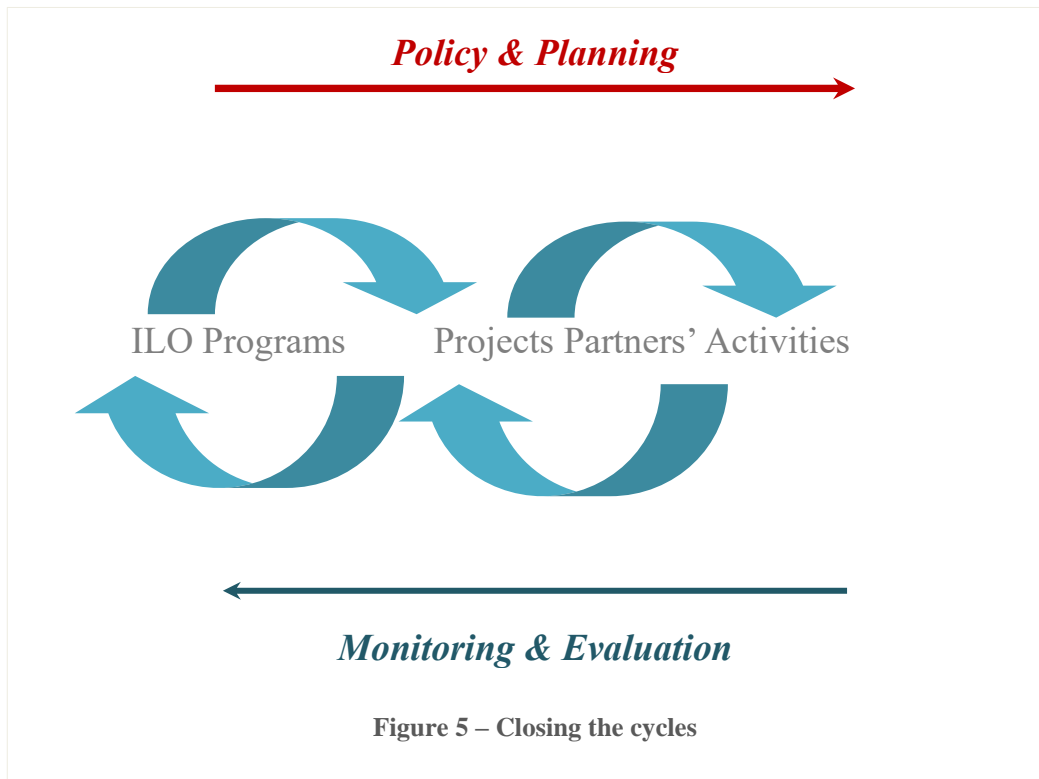 Policy & Planning
ILO Programs Projects Partners’ Activities
Monitoring & Evaluation
Figure 5 – Closing the cycles